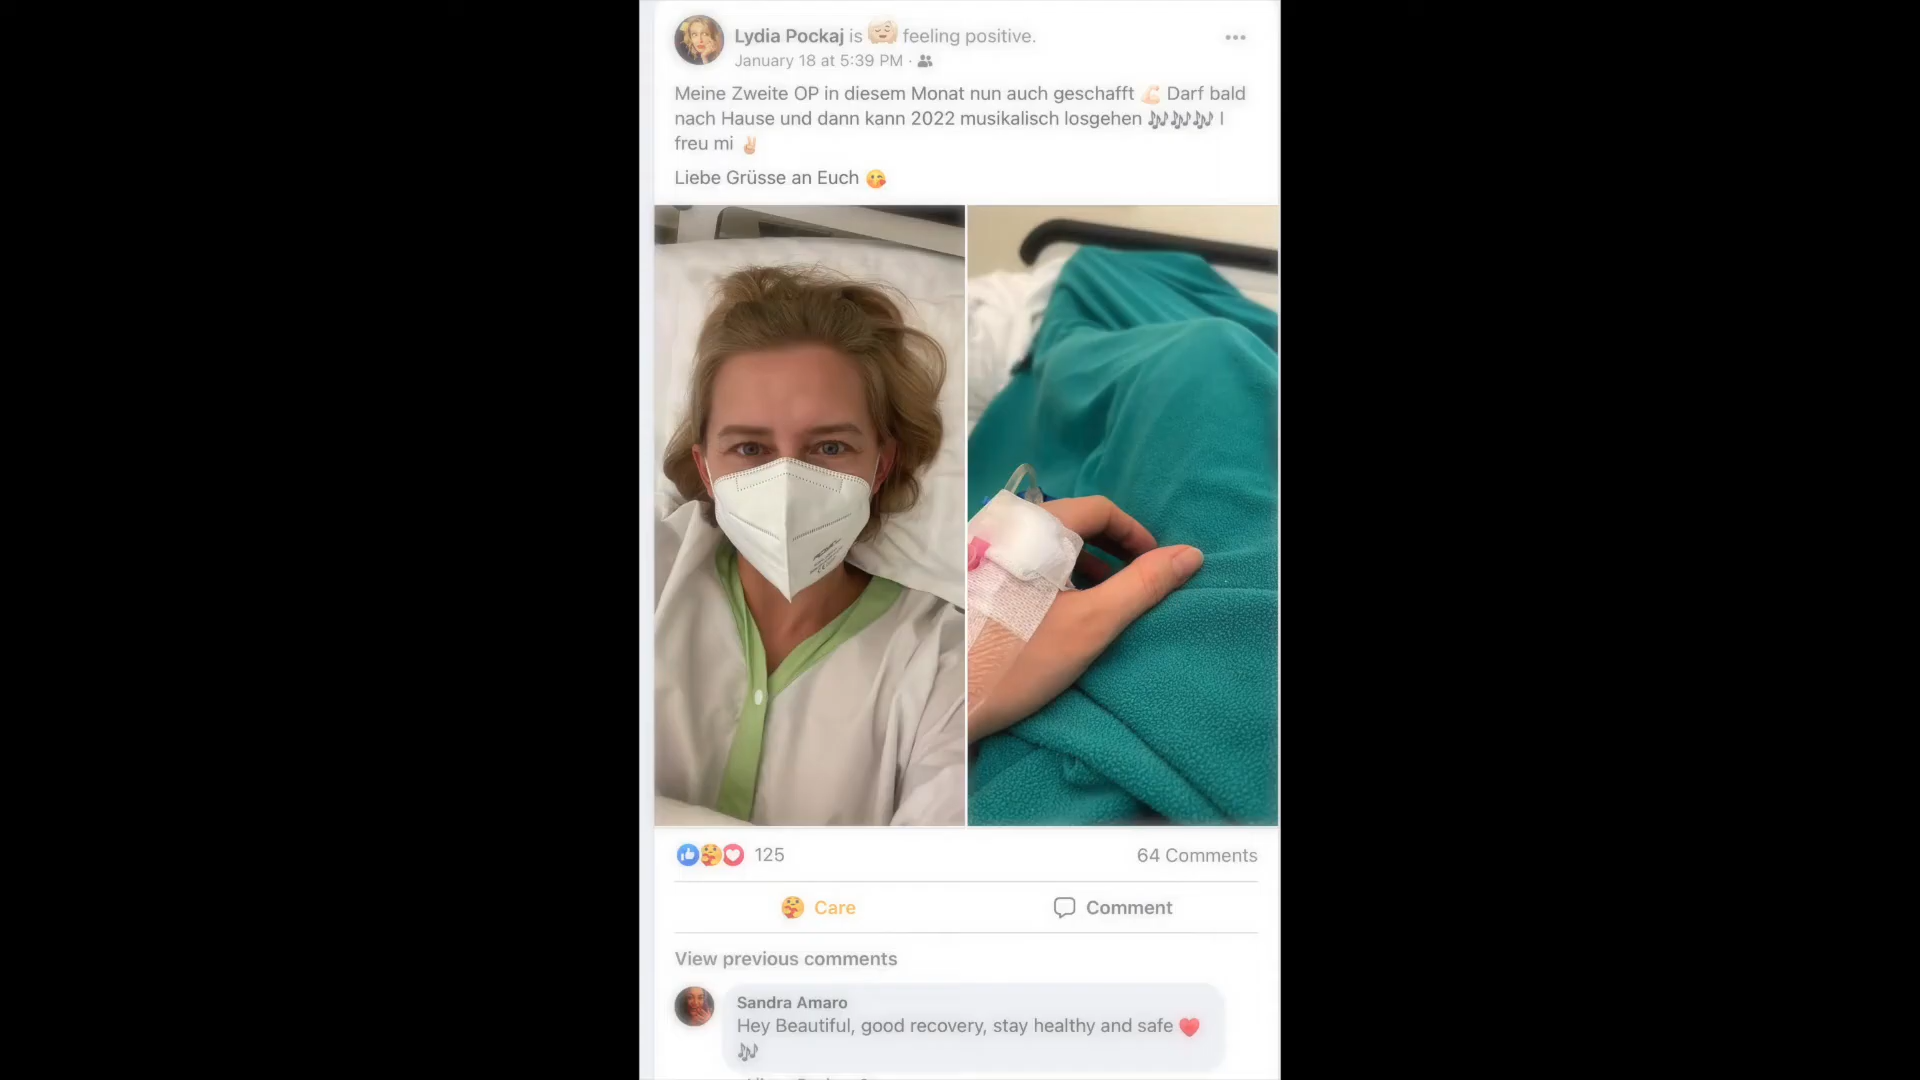 Lydia Pockaj is feeling positive.
January 18 at 5:39 PM ·
Meine Zweite OP in diesem Monat nun auch geschafft 💪🏻 Darf bald
nach Hause und dann kann 2022 musikalisch losgehen 🎶🎶🎶 I
freu mi ✌🏻
Liebe Grüsse an Euch 😘
125
64 Comments
Care
Comment
View previous comments
Sandra Amaro
Hey Beautiful, good recovery, stay healthy and safe ❤️
🎶